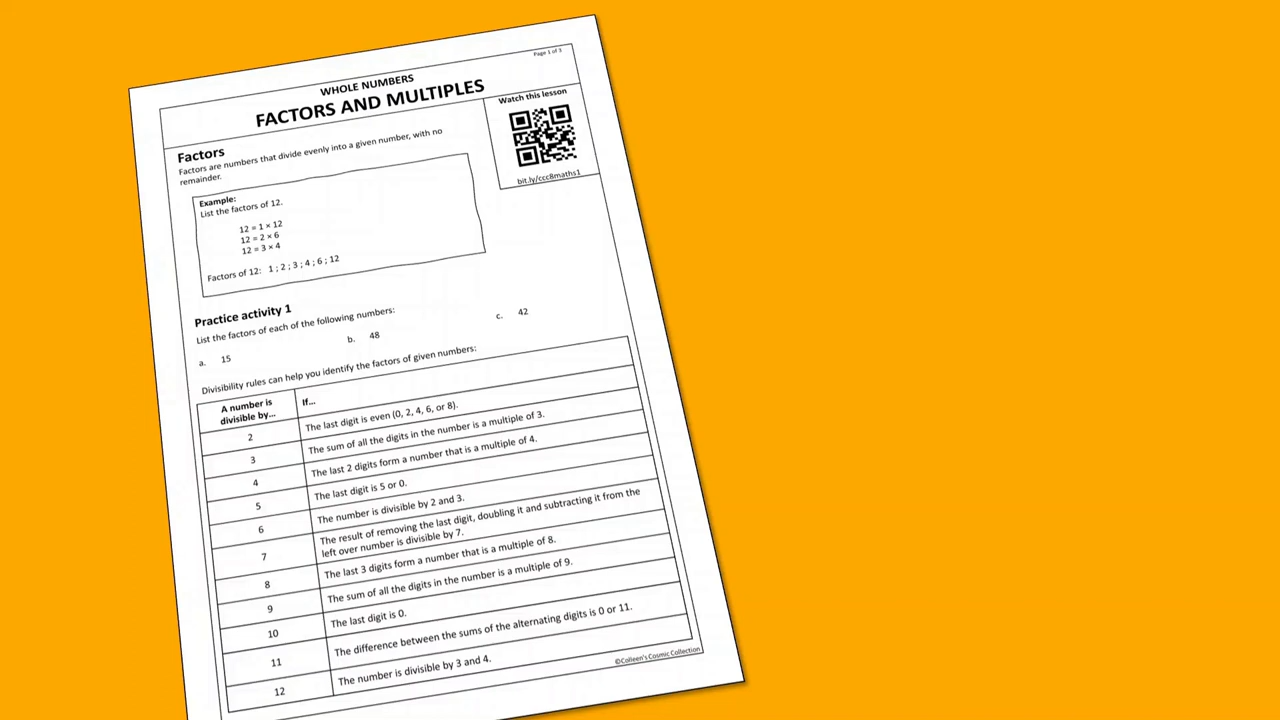 Page 1 of 3
WHOLE NUMBERS
FACTORS AND MULTIPLES
Watch this lesson
bit.ly/ccc8maths1
Factors
Factors are numbers that divide evenly into a given number, with no
remainder.
Example:
List the factors of 12.
12 = 1 × 12
12 = 2 × 6
12 = 3 × 4
Factors of 12: 1 ; 2 ; 3 ; 4 ; 6 ; 12
Practice activity 1
List the factors of each of the following numbers:
a. 15 b. 48 c. 42
Divisibility rules can help you identify the factors of given numbers:
A number is
divisible by...
If...
2 The last digit is even (0, 2, 4, 6, or 8).
3 The sum of all the digits in the number is a multiple of 3.
4 The last 2 digits form a number that is a multiple of 4.
5 The last digit is 5 or 0.
6 The number is divisible by 2 and 3.
7 The result of removing the last digit, doubling it and subtracting it from the
left over number is divisible by 7.
8 The last 3 digits form a number that is a multiple of 8.
9 The sum of all the digits in the number is a multiple of 9.
10 The last digit is 0.
11 The difference between the sums of the alternating digits is 0 or 11.
12 The number is divisible by 3 and 4.
©Colleen's Cosmic Collection